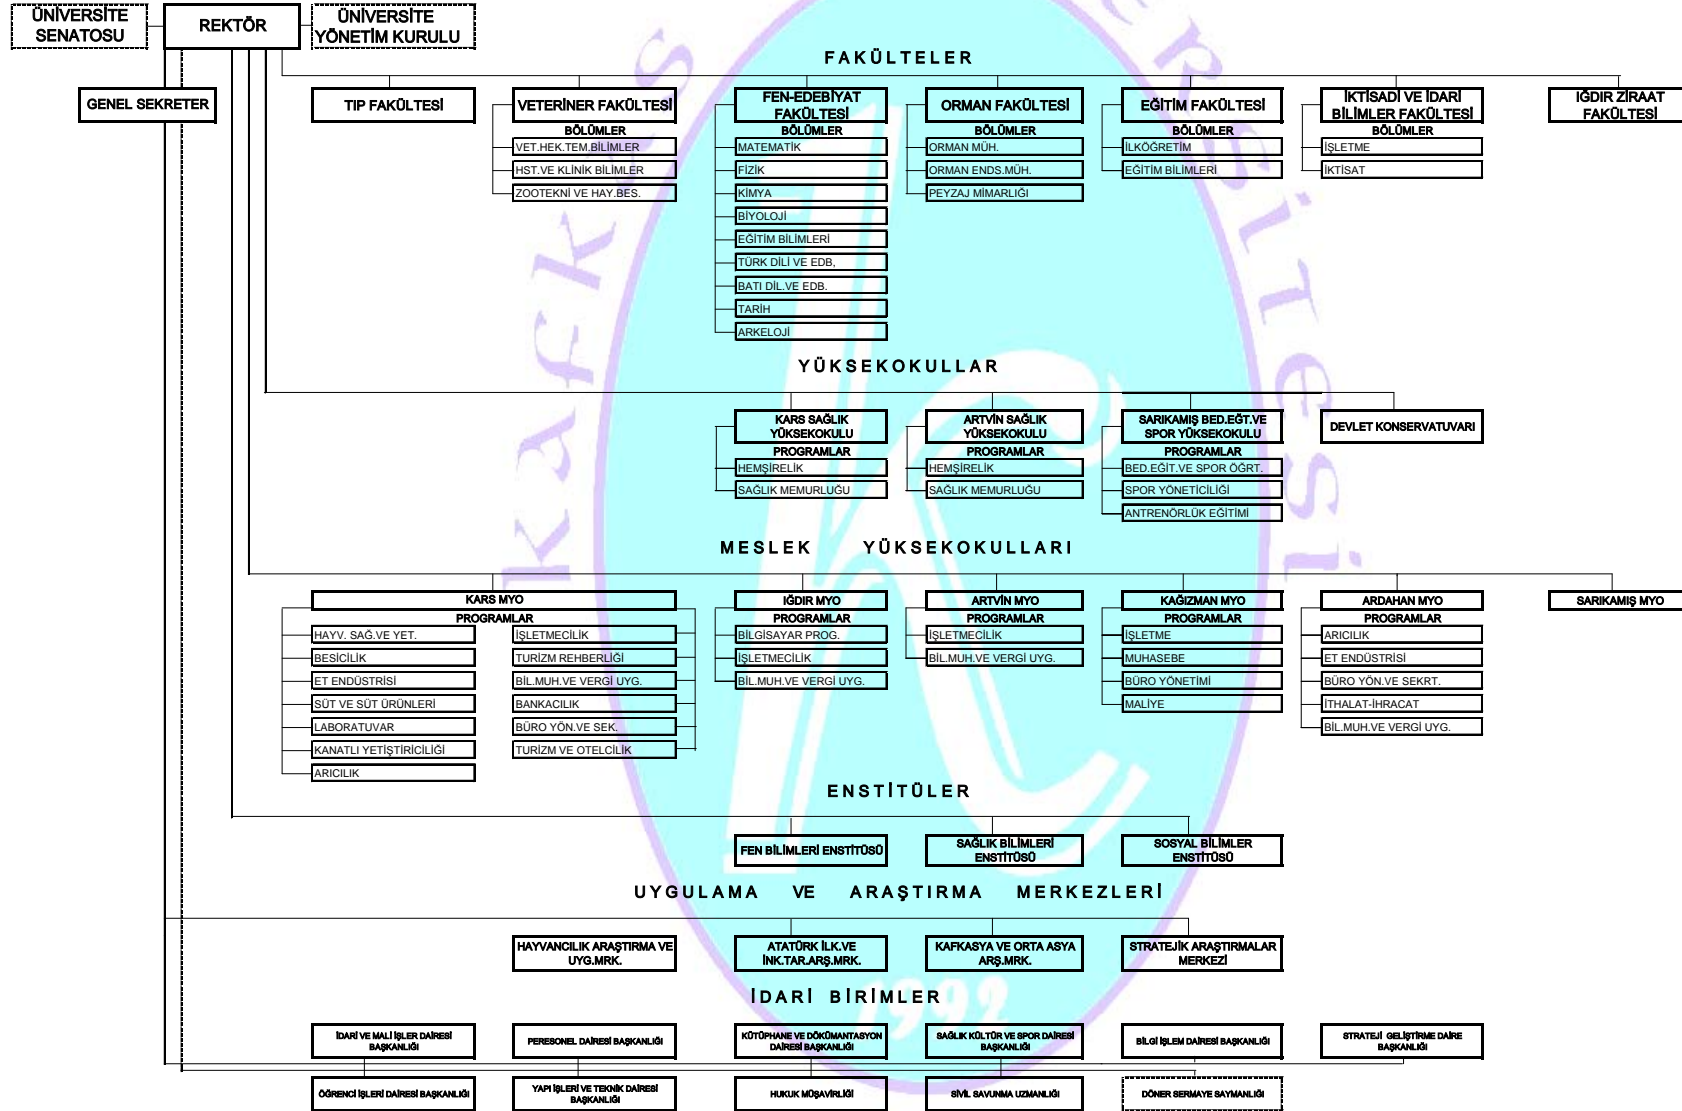 ÜNİVERSİTE
SENATOSU
REKTÖR
ÜNİVERSİTE
YÖNETİM KURULU
FAKÜLTELER
GENEL SEKRETER
TIP FAKÜLTESİ
VETERİNER FAKÜLTESİ
BÖLÜMLER
VET.HEK.TEM.BİLİMLER
HST.VE KLİNİK BİLİMLER
ZOOTEKNİ VE HAY.BES.
FEN-EDEBİYAT
FAKÜLTESİ
BÖLÜMLER
MATEMATİK
FİZİK
KİMYA
BİYOLOJİ
EĞİTİM BİLİMLERİ
TÜRK DİLİ VE EDB,
BATI DİL.VE EDB.
TARİH
ARKELOJİ
ORMAN FAKÜLTESİ
BÖLÜMLER
ORMAN MÜH.
ORMAN ENDS.MÜH.
PEYZAJ MİMARLIĞI
EĞİTİM FAKÜLTESİ
BÖLÜMLER
İLKÖĞRETİM
EĞİTİM BİLİMLERİ
İKTİSADİ VE İDARİ
BİLİMLER FAKÜLTESİ
BÖLÜMLER
İŞLETME
İKTİSAT
IĞDIR ZİRAAT
FAKÜLTESİ
YÜKSEKOKULLAR
KARS SAĞLIK
YÜKSEKOKULU
PROGRAMLAR
HEMŞİRELİK
SAĞLIK MEMURLUĞU
ARTVİN SAĞLIK
YÜKSEKOKULU
PROGRAMLAR
HEMŞİRELİK
SAĞLIK MEMURLUĞU
SARIKAMIŞ BED.EĞT.VE
SPOR YÜKSEKOKULU
PROGRAMLAR
BED.EĞİT.VE SPOR ÖĞRT.
SPOR YÖNETİCİLİĞİ
ANTRENÖRLÜK EĞİTİMİ
DEVLET KONSERVATUVARI
MESLEK YÜKSEKOKULLARI
KARS MYO
PROGRAMLAR
HAYV. SAĞ.VE YET.
BESİCİLİK
ET ENDÜSTRİSİ
SÜT VE SÜT ÜRÜNLERİ
LABORATUVAR
KANATLI YETİŞTİRİCİLİĞİ
ARICILIK
İŞLETMECİLİK
TURİZM REHBERLİĞİ
BİL.MUH.VE VERGİ UYG.
BANKACILIK
BÜRO YÖN.VE SEK.
TURİZM VE OTELCİLİK
IĞDIR MYO
PROGRAMLAR
BİLGİSAYAR PROG.
İŞLETMECİLİK
BİL.MUH.VE VERGİ UYG.
ARTVİN MYO
PROGRAMLAR
İŞLETMECİLİK
BİL.MUH.VE VERGİ UYG.
KAĞIZMAN MYO
PROGRAMLAR
İŞLETME
MUHASEBE
BÜRO YÖNETİMİ
MALİYE
ARDAHAN MYO
PROGRAMLAR
ARICILIK
ET ENDÜSTRİSİ
BÜRO YÖN.VE SEKRT.
İTHALAT-İHRACAT
BİL.MUH.VE VERGİ UYG.
SARIKAMIŞ MYO
ENSTİTÜLER
FEN BİLİMLERİ ENSTİTÜSÜ
SAĞLIK BİLİMLERİ
ENSTİTÜSÜ
SOSYAL BİLİMLER
ENSTİTÜSÜ
UYGULAMA VE ARAŞTIRMA MERKEZLERİ
HAYVANCILIK ARAŞTIRMA VE
UYG.MRK.
ATATÜRK İLK.VE
İNK.TAR.ARŞ.MRK.
KAFKASYA VE ORTA ASYA
ARŞ.MRK.
STRATEJİK ARAŞTIRMALAR
MERKEZİ
İDARİ BİRİMLER
İDARİ VE MALİ İŞLER DAİRESİ
BAŞKANLIĞI
PERESONEL DAİRESİ BAŞKANLIĞI
KÜTÜPHANE VE DÖKÜMANTASYON
DAİRESİ BAŞKANLIĞI
SAĞLIK KÜLTÜR VE SPOR DAİRESİ
BAŞKANLIĞI
BİLGİ İŞLEM DAİRESİ BAŞKANLIĞI
STRATEJİ GELİŞTİRME DAİRE
BAŞKANLIĞI
ÖĞRENCİ İŞLERİ DAİRESİ BAŞKANLIĞI
YAPI İŞLERİ VE TEKNİK DAİRESİ
BAŞKANLIĞI
HUKUK MÜŞAVİRLİĞİ
SİVİL SAVUNMA UZMANLIĞI
DÖNER SERMAYE SAYMANLIĞI
1992